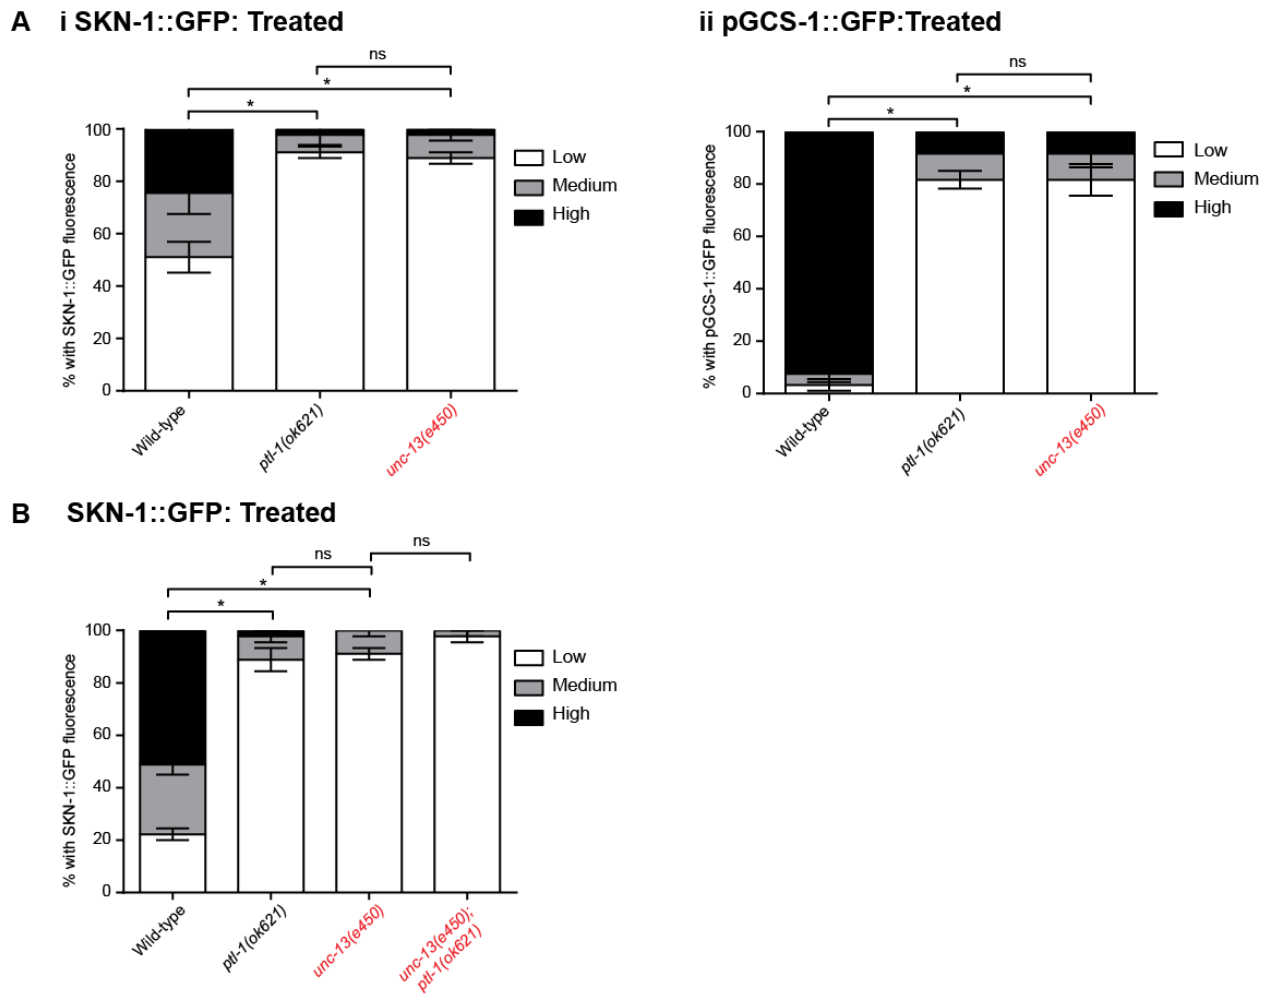 A i SKN-1::GFP: Treated
ns
*
*
% with SKN-1::GFP fluorescence
100
80
60
40
20
0
Low
Medium
High
Wild-type
ptl-1(ok621)
unc-13(e450)
ii pGCS-1::GFP:Treated
ns
*
*
% with pGCS-1::GFP fluorescence
100
80
60
40
20
0
Low
Medium
High
Wild-type
ptl-1(ok621)
unc-13(e450)
B SKN-1::GFP: Treated
ns
ns
*
*
% with SKN-1::GFP fluorescence
100
80
60
40
20
0
Low
Medium
High
Wild-type
ptl-1(ok621)
unc-13(e450)
unc-13(e450);
ptl-1(ok621)